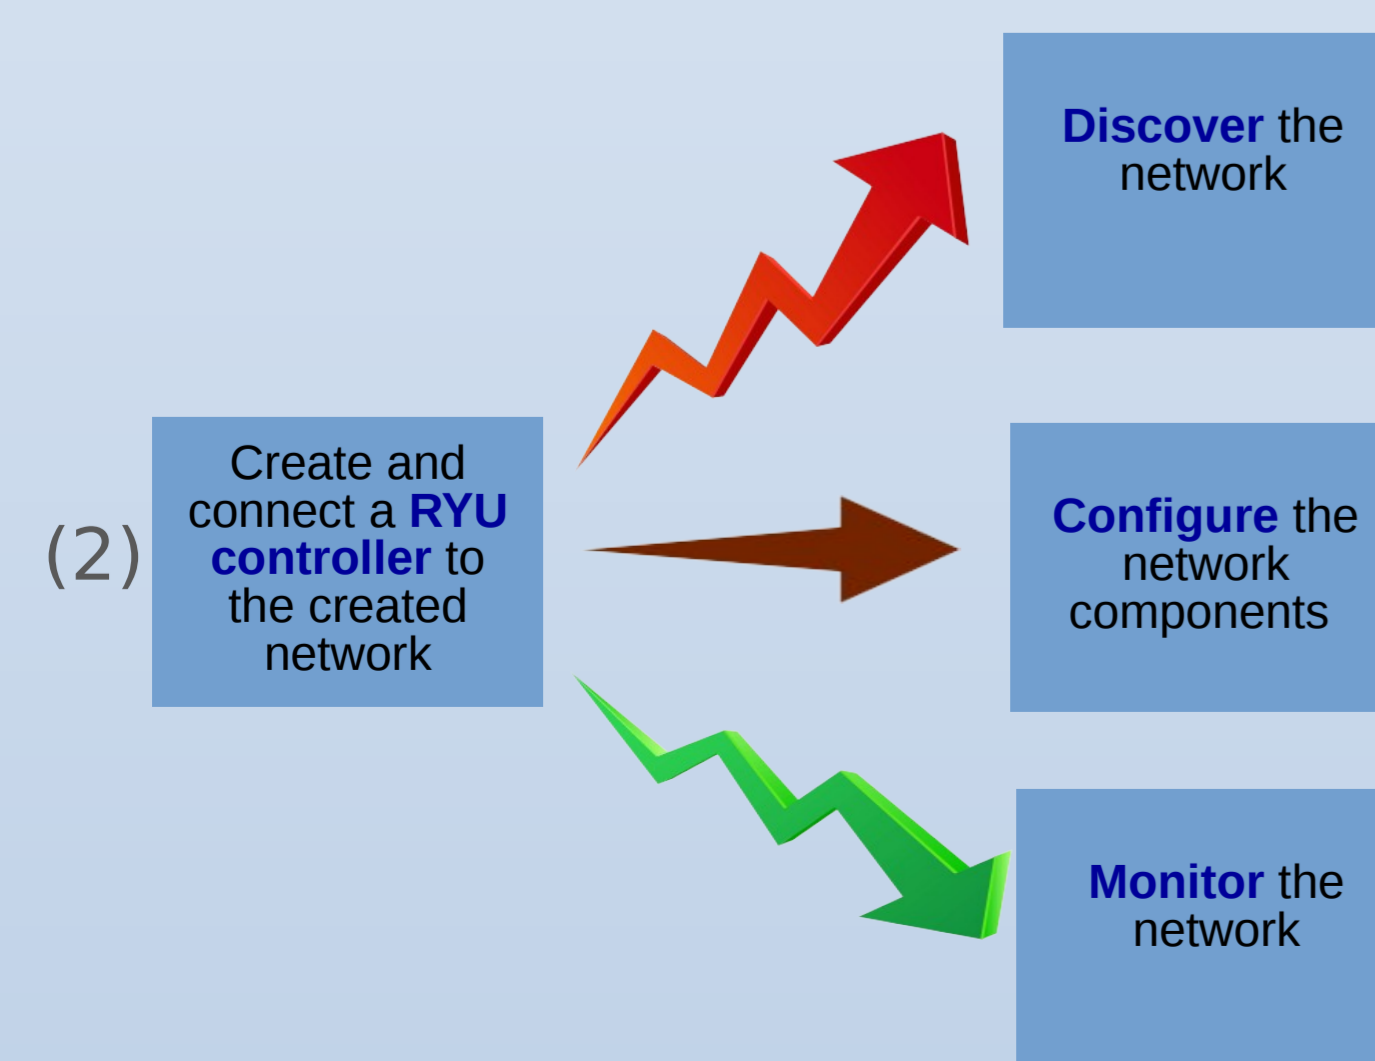 (2)
Create and
connect a RYU
controller to
the created
network
Discover the
network
Configure the
network
components
Monitor the
network